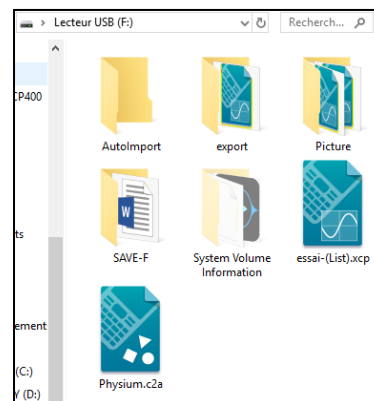 Lecteur USB (F:)
Recherch...
CP400
AutoImport
export
Picture
ts
SAVE-F
System Volume
Information
essai-(List).xcp
ement
(C:)
Y (D:)
Physium.c2a